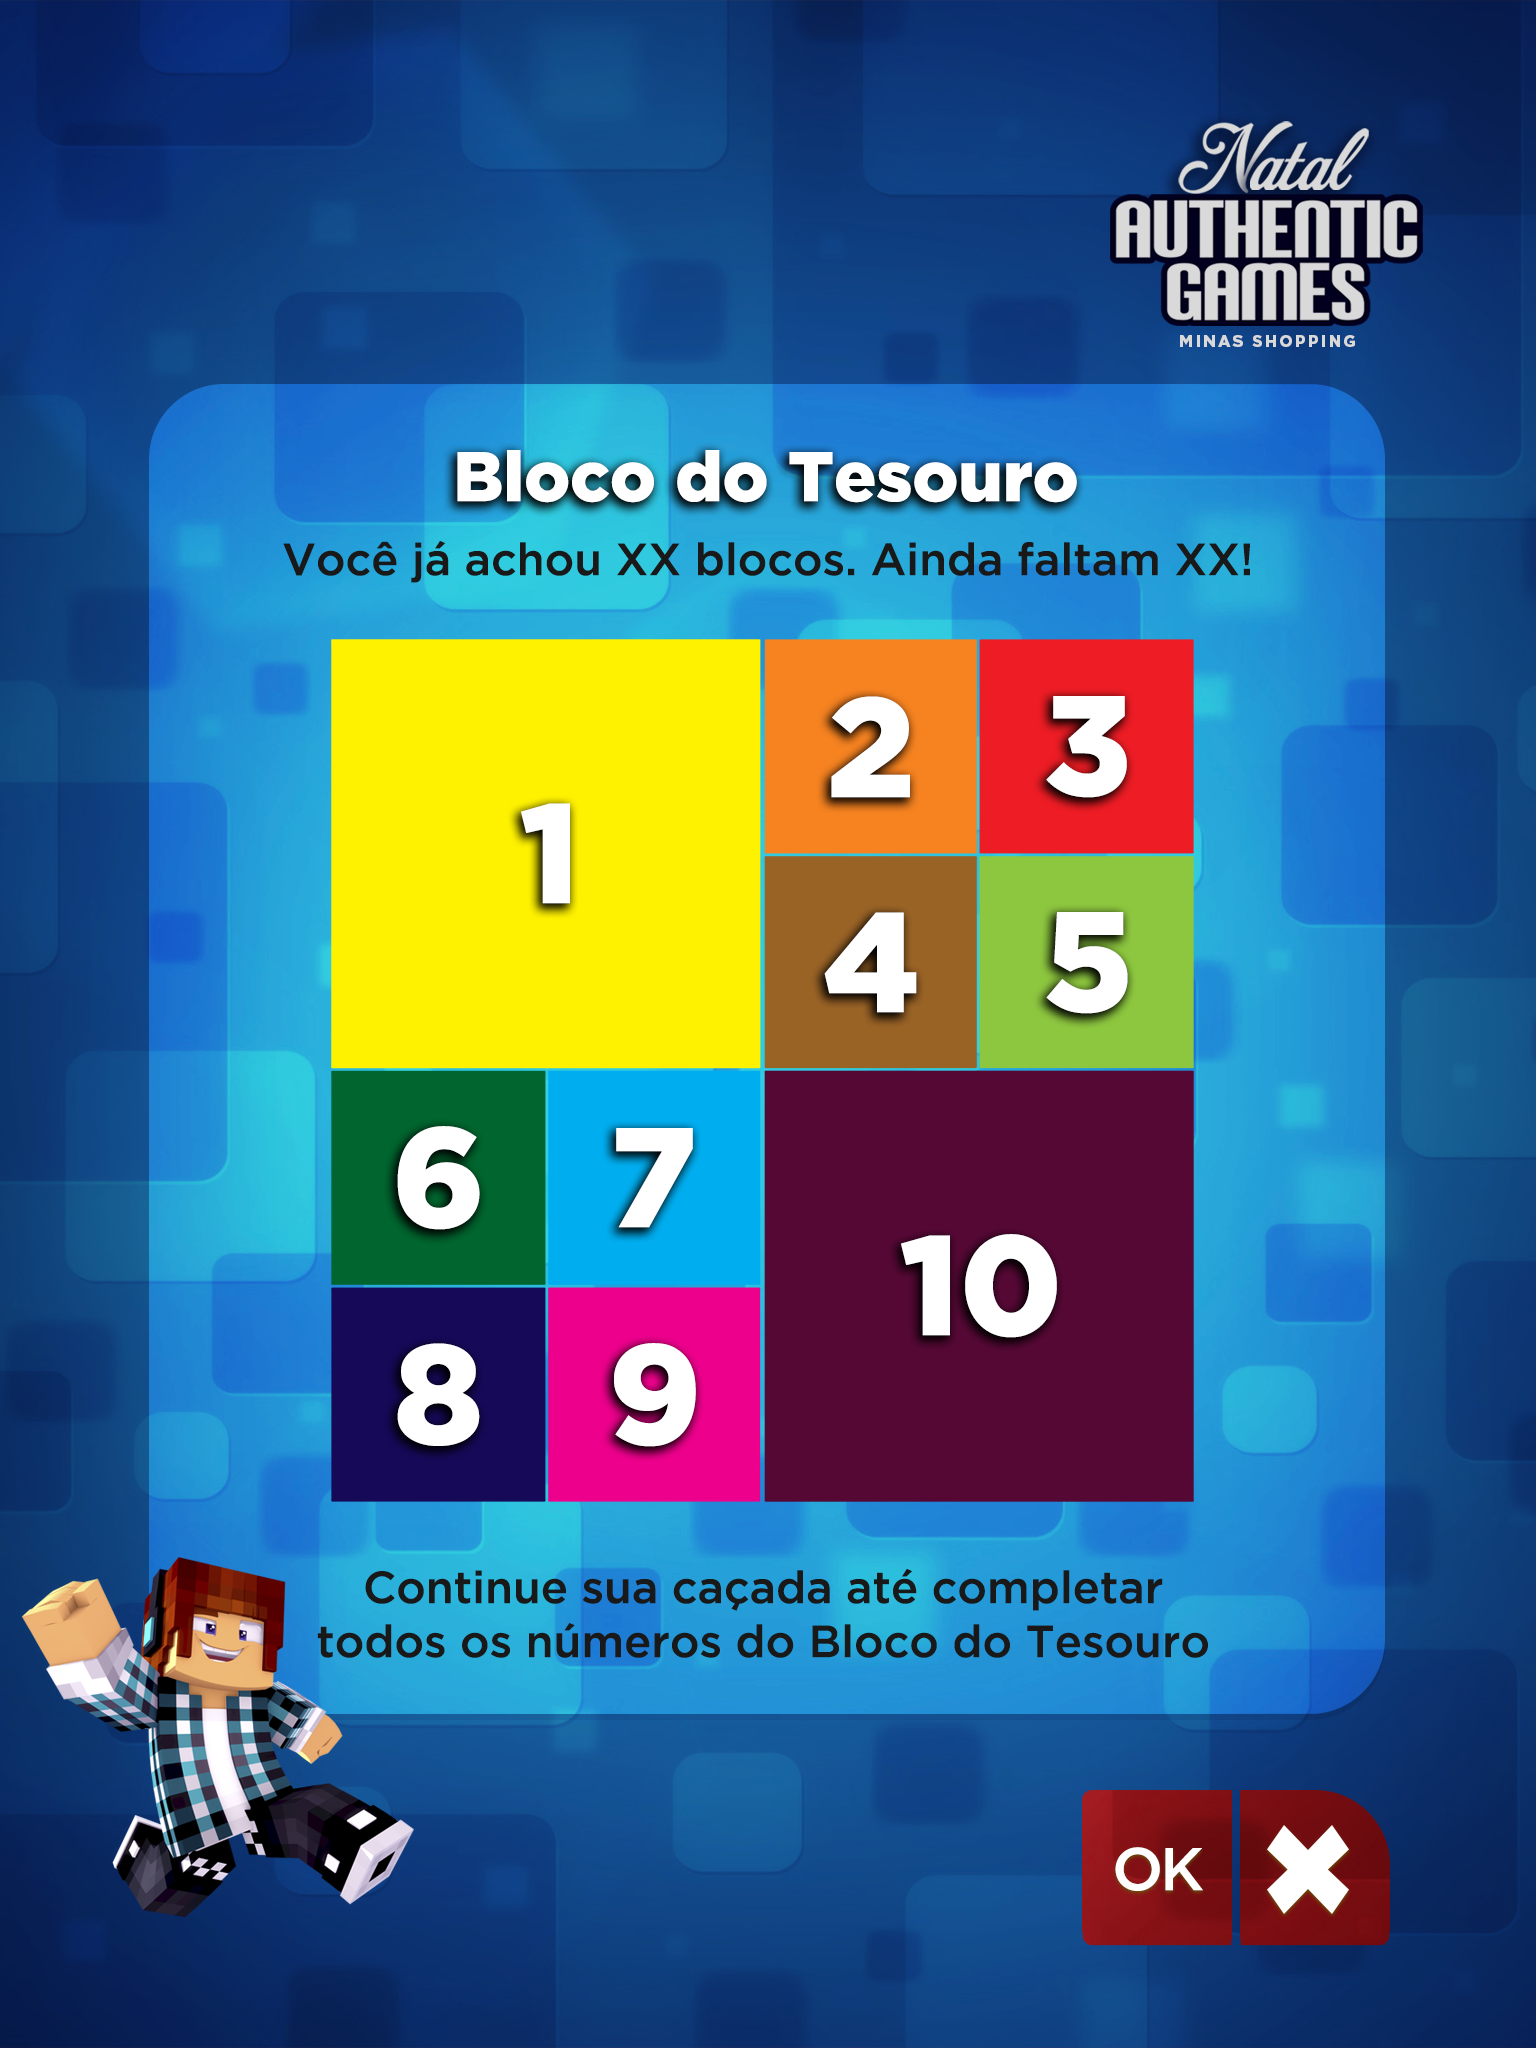 Natal
AUTHENTIC
GAMES
MINAS SHOPPING
Bloco do Tesouro
Você já achou XX blocos. Ainda faltam XX!
1
2
3
4
5
6
7
8
9
10
Continue sua caçada até completar
todos os números do Bloco do Tesouro
OK